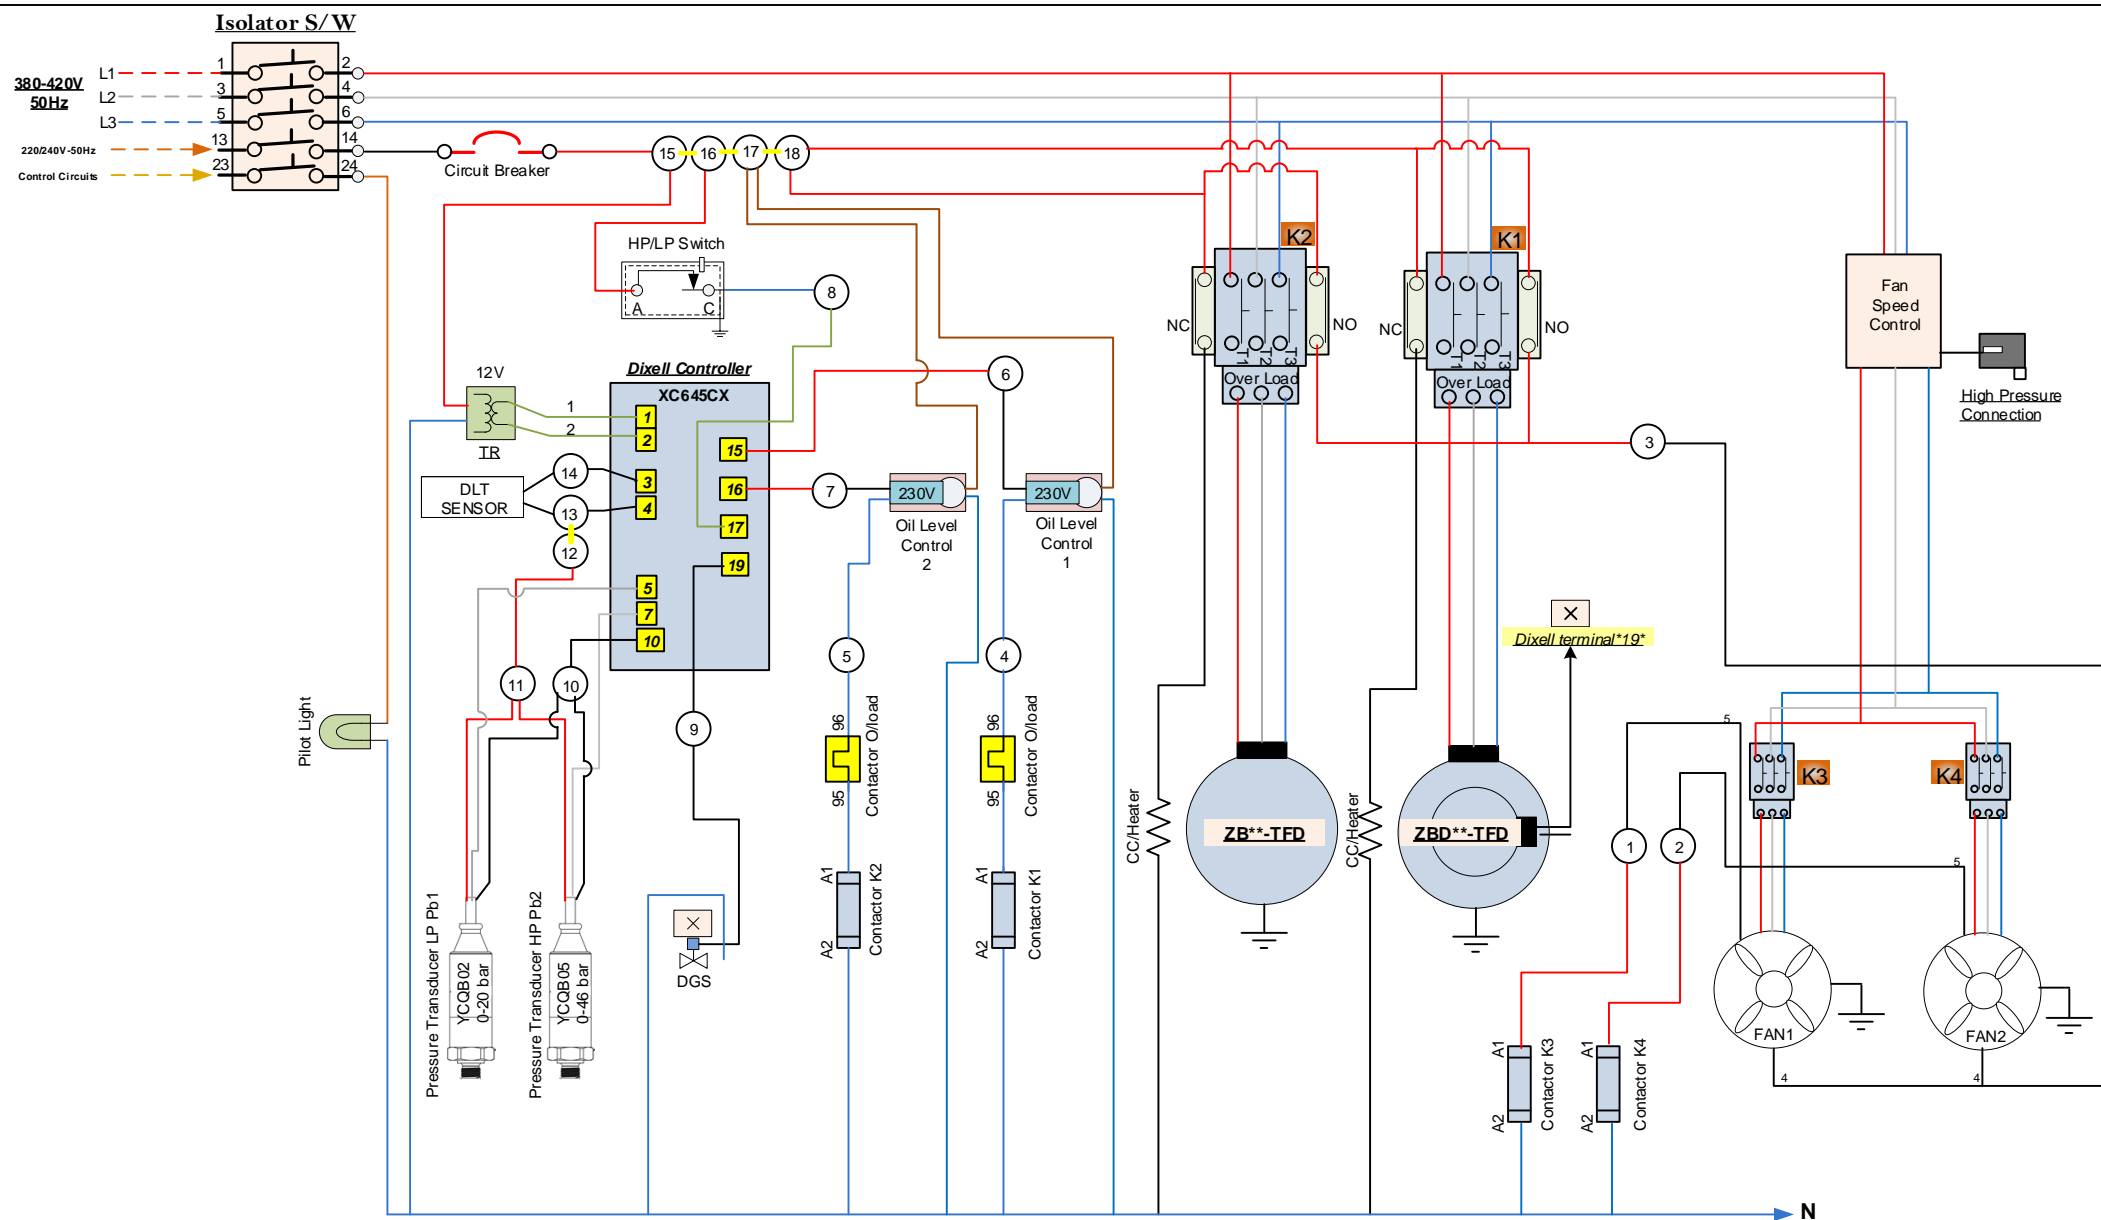 Isolator S/W
380-420V
50Hz
L1
L2
L3
220/240V-50Hz
Control Circuits
1
3
5
13
23
2
4
6
14
24
Circuit Breaker
15
16
17
18
HP/LP Switch
A
C
8
Dixell Controller
XC645CX
12V
TR
1
2
1
2
3
4
5
7
10
15
16
17
19
DLT
SENSOR
14
13
12
11
10
9
7
6
230V
Oil Level
Control
2
230V
Oil Level
Control
1
5
4
96
95
Contactor O/load
96
95
Contactor O/load
A1
A2
Contactor K2
A1
A2
Contactor K1
Pilot Light
Pressure Transducer LP Pb1
YCQB02
0-20 bar
Pressure Transducer HP Pb2
YCQB05
0-46 bar
DGS
K2
NC
NO
T1
T2
T3
Over Load
K1
NC
NO
T1
T2
T3
Over Load
3
CC/Heater
ZB**-TFD
CC/Heater
ZBD**-TFD
Dixell terminal*19*
Fan
Speed
Control
High Pressure
Connection
K3
K4
5
5
1
2
A1
A2
Contactor K3
A1
A2
Contactor K4
FAN1
FAN2
4
4
N